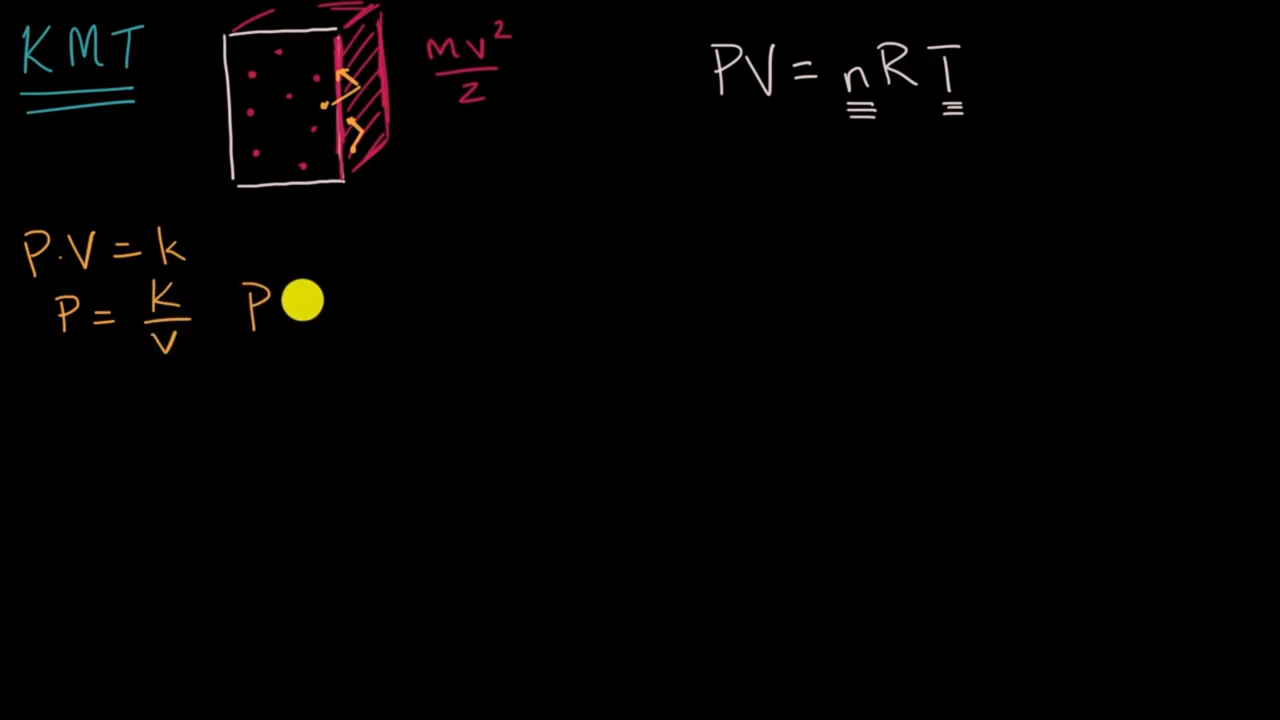 KMT
mv²/2
PV = nRT
P.V = k
P = K/V P